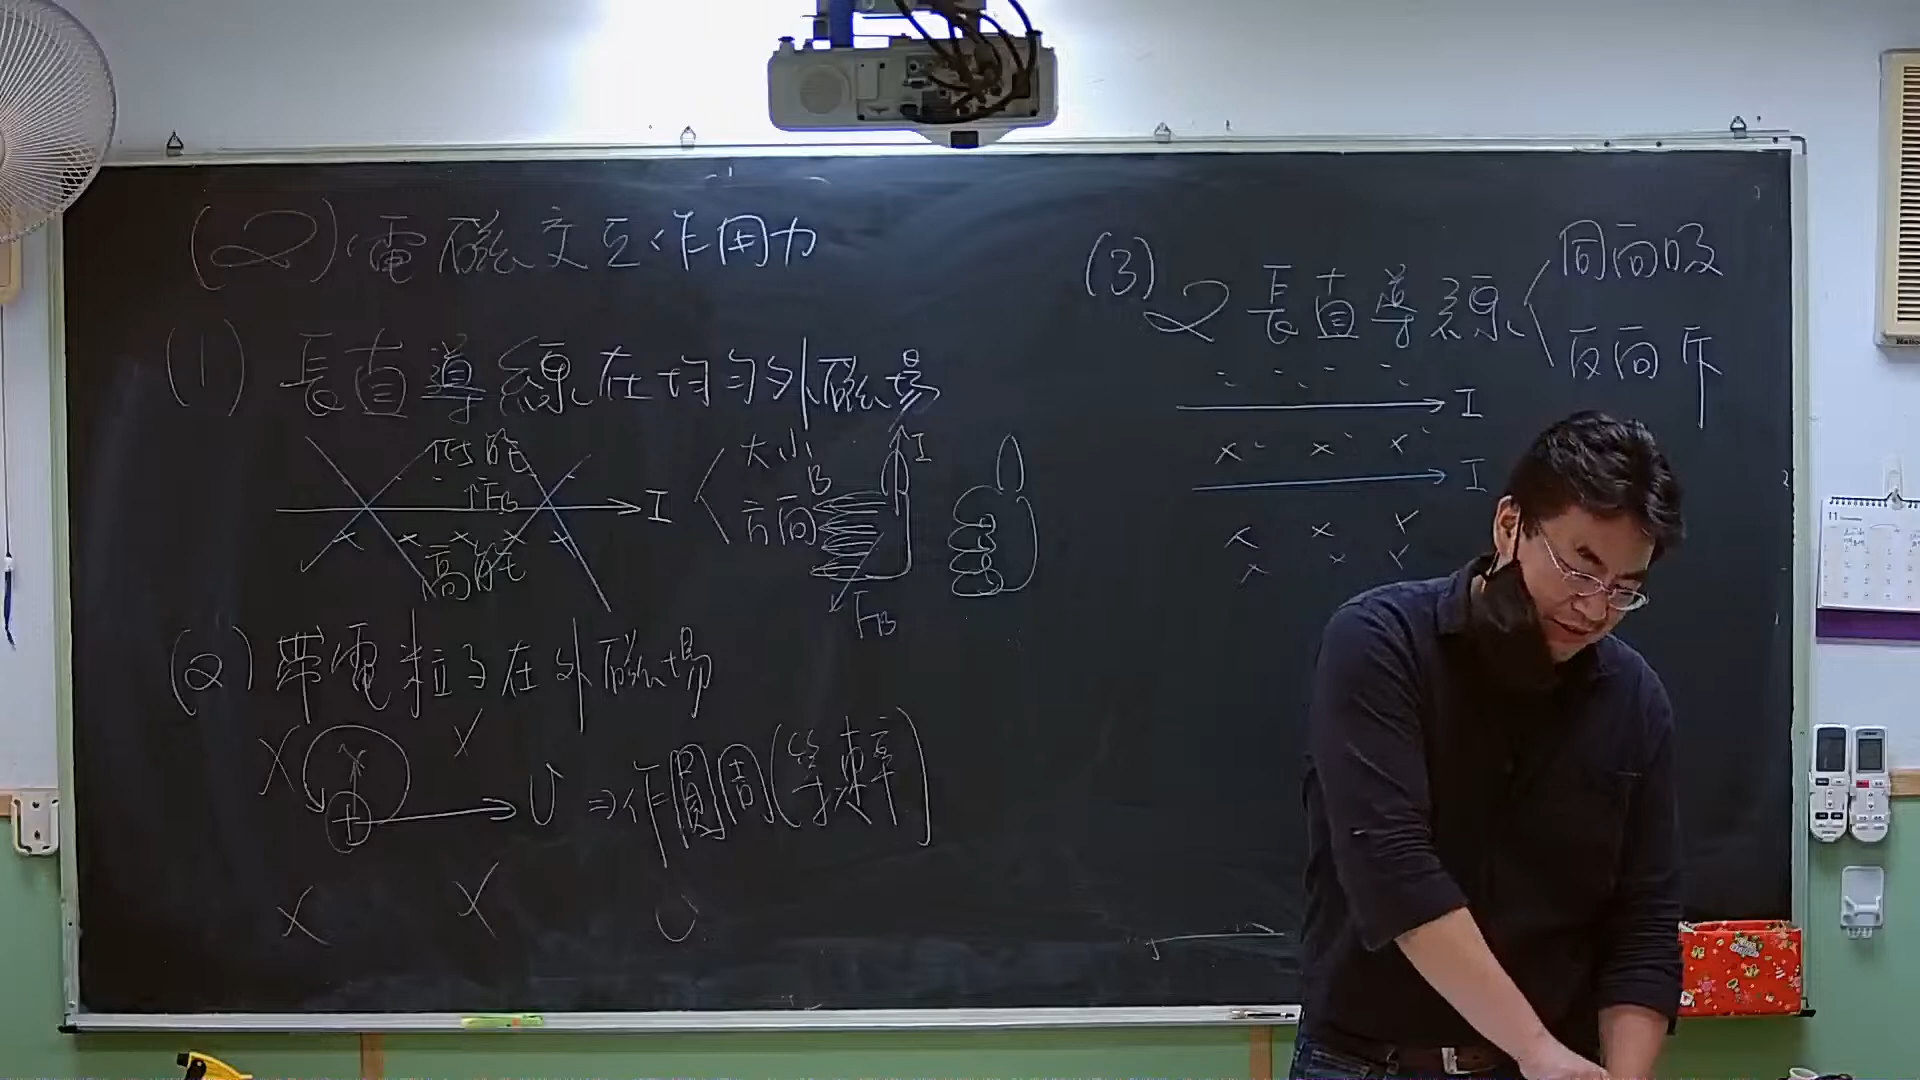 (2) 電磁交互作用力
(1) 長直導線在均勻外磁場
低能
↑FB
I
高能
大小
方向
B
I
FB
(2) 帶電粒子在外磁場
X X
+ → U ⇒ 作圓周(等速率)
X X
(3) 2長直導線
同向吸
反向斥
I
x x x
I
x x x
x x x